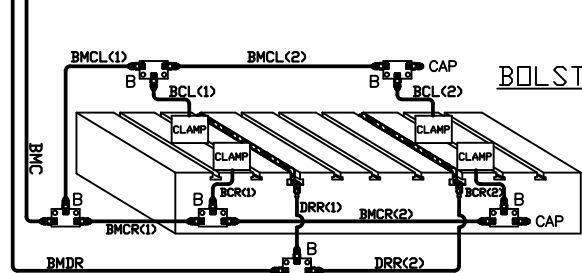 BMCL(1)
BMCL(2)
CAP
B
B
BOLST
BCL(1)
BCL(2)
CLAMP
CLAMP
CLAMP
CLAMP
BMC
BCR(1)
BCR(2)
B
B
DRR(1)
B
BMCR(1)
BMCR(2)
CAP
B
BMDR
DRR(2)